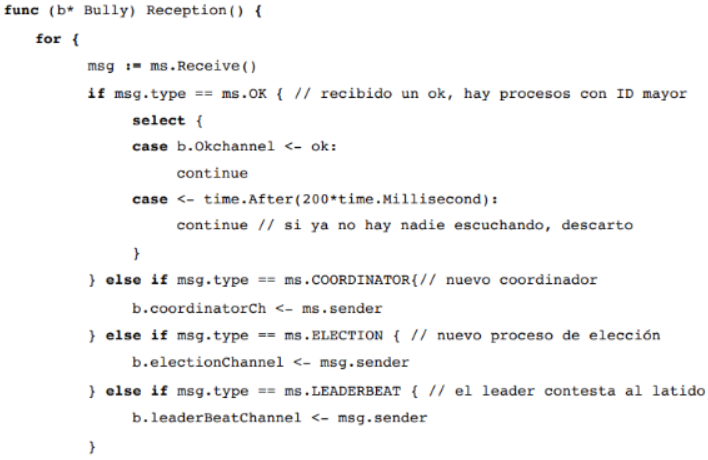 func (b* Bully) Reception() {
for {
msg := ms.Receive()
if msg.type == ms.OK { // recibido un ok, hay procesos con ID mayor
select {
case b.Okchannel <- ok:
continue
case <- time.After(200*time.Millisecond):
continue // si ya no hay nadie escuchando, descarto
}
} else if msg.type == ms.COORDINATOR{// nuevo coordinador
b.coordinatorCh <- ms.sender
} else if msg.type == ms.ELECTION { // nuevo proceso de elección
b.electionChannel <- msg.sender
} else if msg.type == ms.LEADERBEAT { // el leader contesta al latido
b.leaderBeatChannel <- msg.sender
}